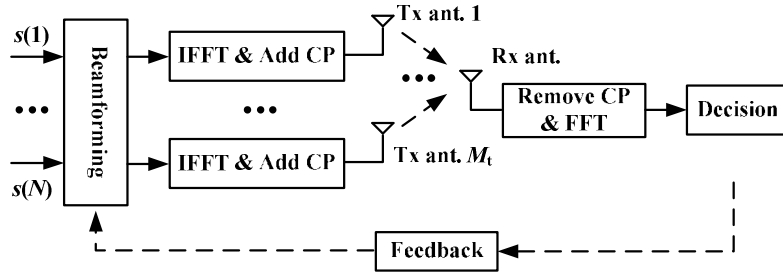 Tx ant. 1
s(1)
Beamforming
IFFT & Add CP
Rx ant.
Remove CP
& FFT
Decision
IFFT & Add CP
s(N)
Tx ant. Mt
Feedback